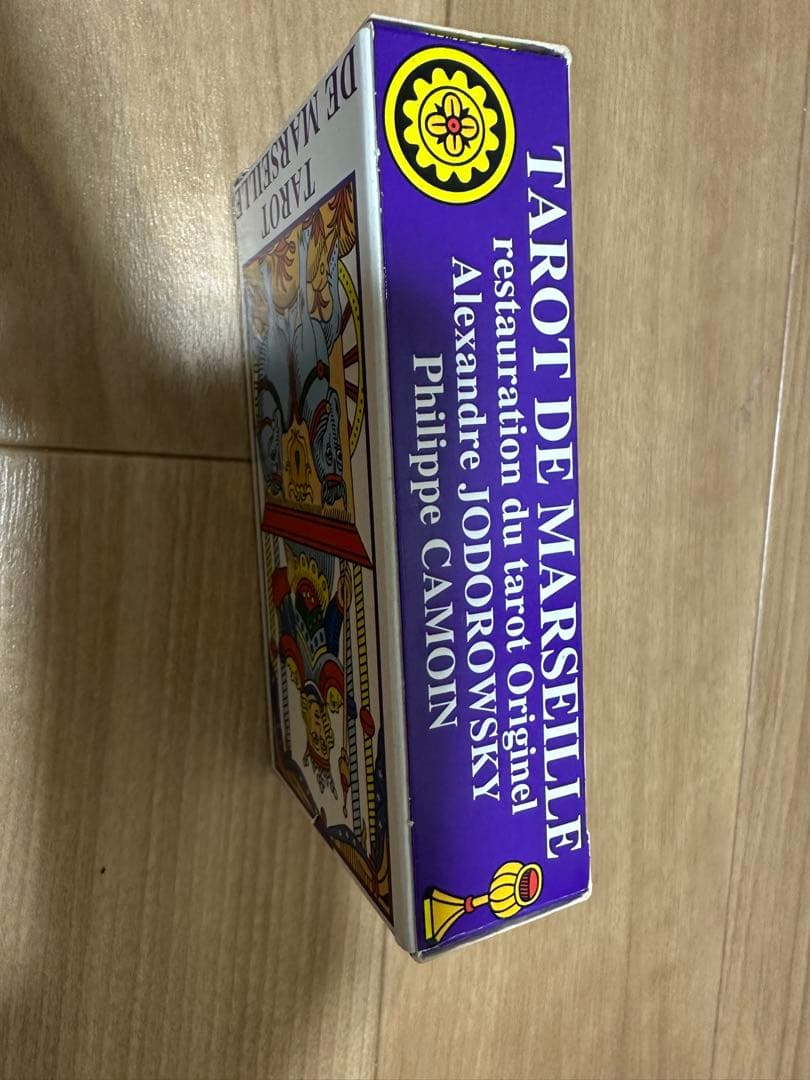 TAROT DE MARSEILLE
restauration du tarot Originel
Alexandre JODOROWSKY
Philippe CAMOIN
TAROT
DE MARSEILLE